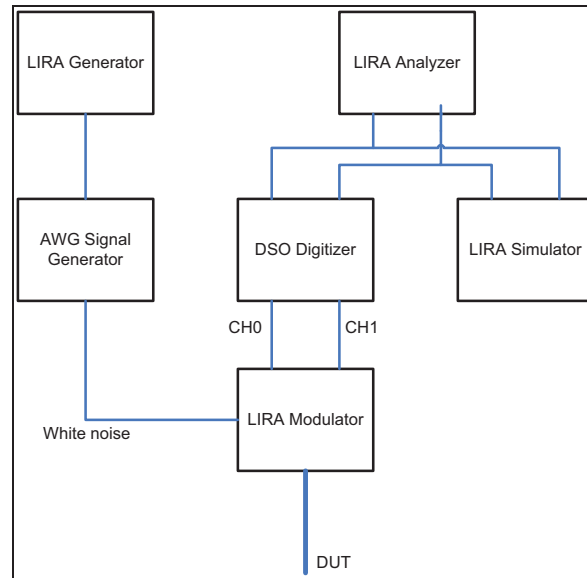 LIRA Generator
LIRA Analyzer
AWG Signal
Generator
DSO Digitizer
LIRA Simulator
CH0
CH1
LIRA Modulator
White noise
DUT